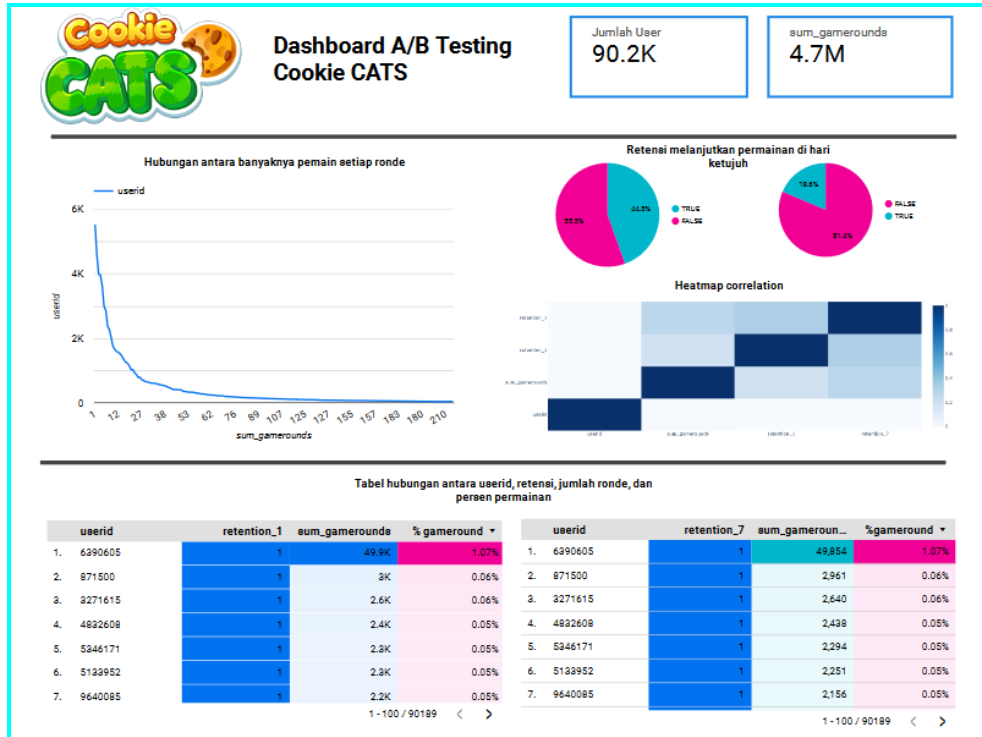 Cookie
CATS
Dashboard A/B Testing
Cookie CATS
Jumlah User
90.2K
sum_gamerounds
4.7M
Hubungan antara banyaknya pemain setiap ronde
userid
6K
4K
2K
0
userid
1 12 27 38 53 62 76 89 107 125 127 155 157 183 180 210
sum_gamerounds
Retensi melanjutkan permainan di hari
ketujuh
TRUE
FALSE
FALSE
TRUE
Heatmap correlation
sum_gamerounds
userid
userid sum_gamerounds retention_1 retention_7
Tabel hubungan antara userid, retensi, jumlah ronde, dan
persen permainan
userid retention_1 sum_gamerounds % gameround
1. 6390605 1 49.9K 1.07%
2. 871500 1 3K 0.06%
3. 3271615 1 2.6K 0.06%
4. 4832608 1 2.4K 0.05%
5. 5346171 1 2.3K 0.05%
6. 5133952 1 2.3K 0.05%
7. 9640085 1 2.2K 0.05%
1 - 100 / 90189
userid retention_7 sum_gameroun... %gameround
1. 6390605 1 49,854 1.07%
2. 871500 1 2,961 0.06%
3. 3271615 1 2,640 0.06%
4. 4832608 1 2,438 0.05%
5. 5346171 1 2,294 0.05%
6. 5133952 1 2,251 0.05%
7. 9640085 1 2,156 0.05%
1 - 100 / 90189